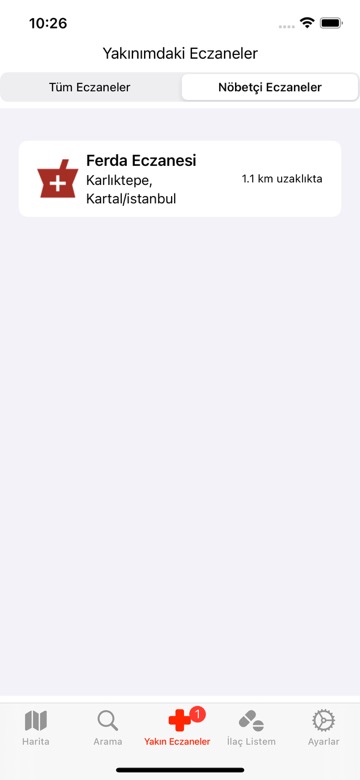 10:26
Yakınımdaki Eczaneler
Tüm Eczaneler
Nöbetçi Eczaneler
Ferda Eczanesi
Karlıktepe,
Kartal/istanbul
1.1 km uzaklıkta
1
Harita
Arama
Yakın Eczaneler
İlaç Listem
Ayarlar